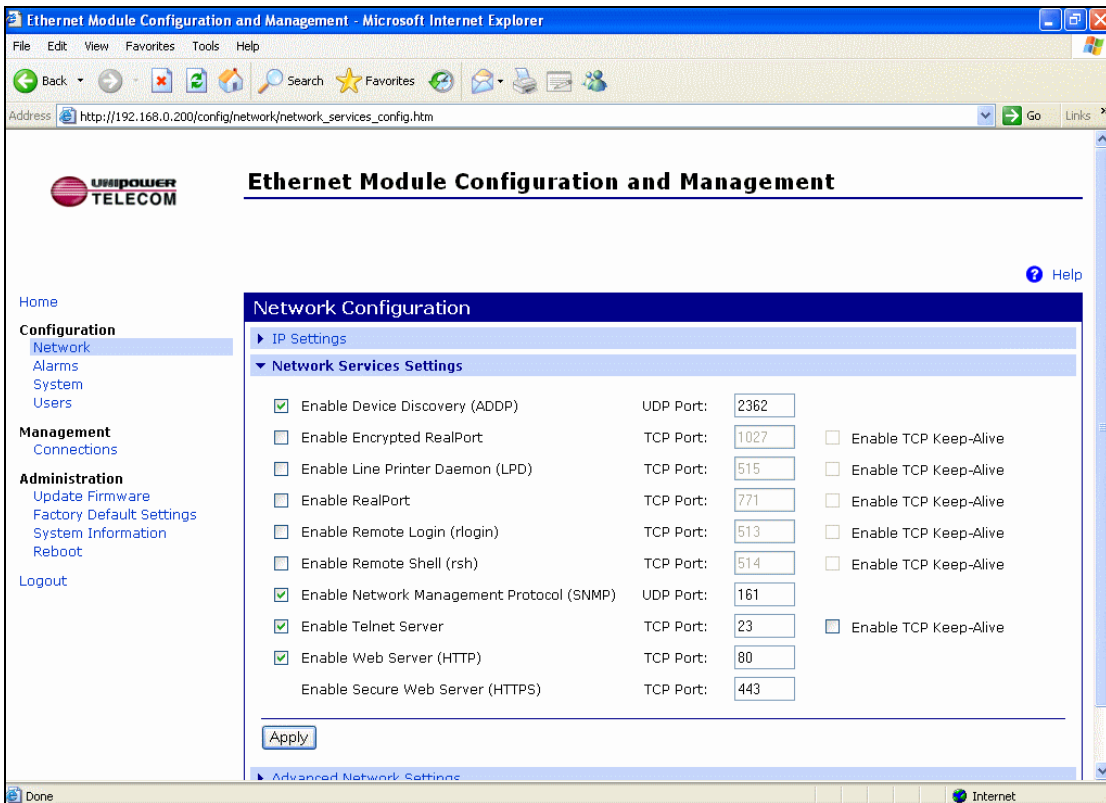 Ethernet Module Configuration and Management - Microsoft Internet Explorer
File Edit View Favorites Tools Help
Back Search Favorites
Address http://192.168.0.200/config/network/network_services_config.htm Go Links
UNIPOWER
TELECOM
Ethernet Module Configuration and Management
Help
Home
Configuration
Network
Alarms
System
Users
Management
Connections
Administration
Update Firmware
Factory Default Settings
System Information
Reboot
Logout
Network Configuration
IP Settings
Network Services Settings
Enable Device Discovery (ADDP) UDP Port: 2362
Enable Encrypted RealPort TCP Port: 1027 Enable TCP Keep-Alive
Enable Line Printer Daemon (LPD) TCP Port: 515 Enable TCP Keep-Alive
Enable RealPort TCP Port: 771 Enable TCP Keep-Alive
Enable Remote Login (rlogin) TCP Port: 513 Enable TCP Keep-Alive
Enable Remote Shell (rsh) TCP Port: 514 Enable TCP Keep-Alive
Enable Network Management Protocol (SNMP) UDP Port: 161
Enable Telnet Server TCP Port: 23 Enable TCP Keep-Alive
Enable Web Server (HTTP) TCP Port: 80
Enable Secure Web Server (HTTPS) TCP Port: 443
Apply
Advanced Network Settings
Done Internet